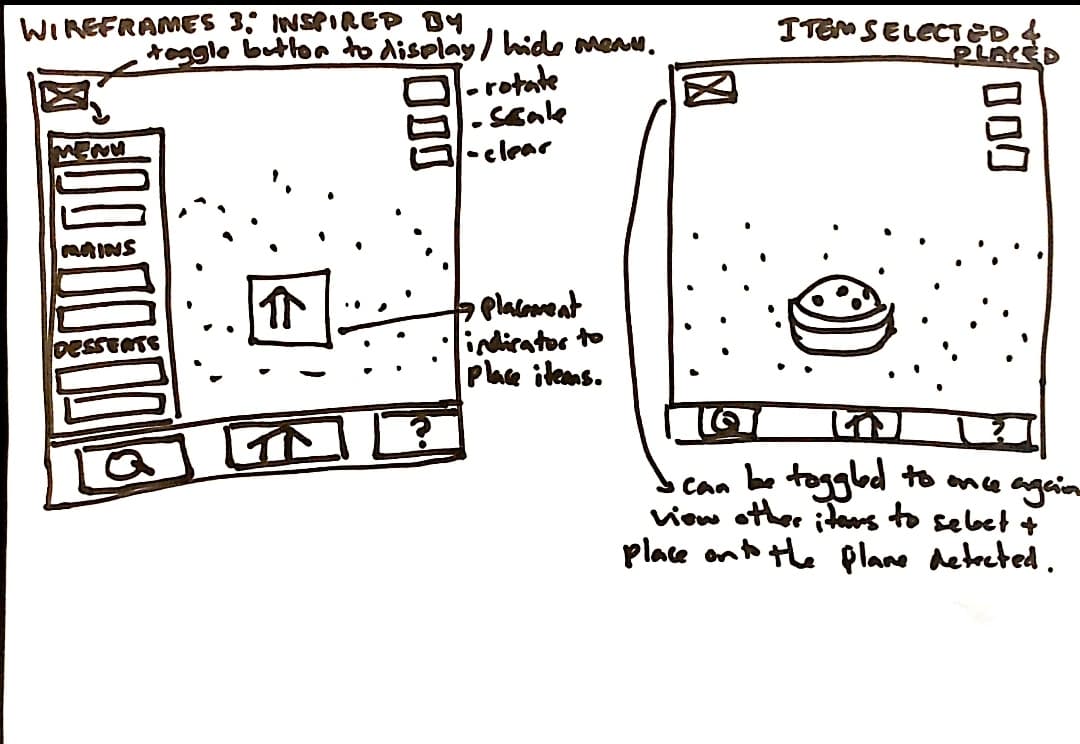 WIREFRAMES 3: INSPIRED BY
toggle button to display / hide menu.
- rotate
- scale
- clear
MENU
MAINS
DESSERTS
Placement
indicator to
place items.
?
ITEM SELECTED &
PLACED
?
can be toggled to once again
view other items to select +
place onto the plane detected.